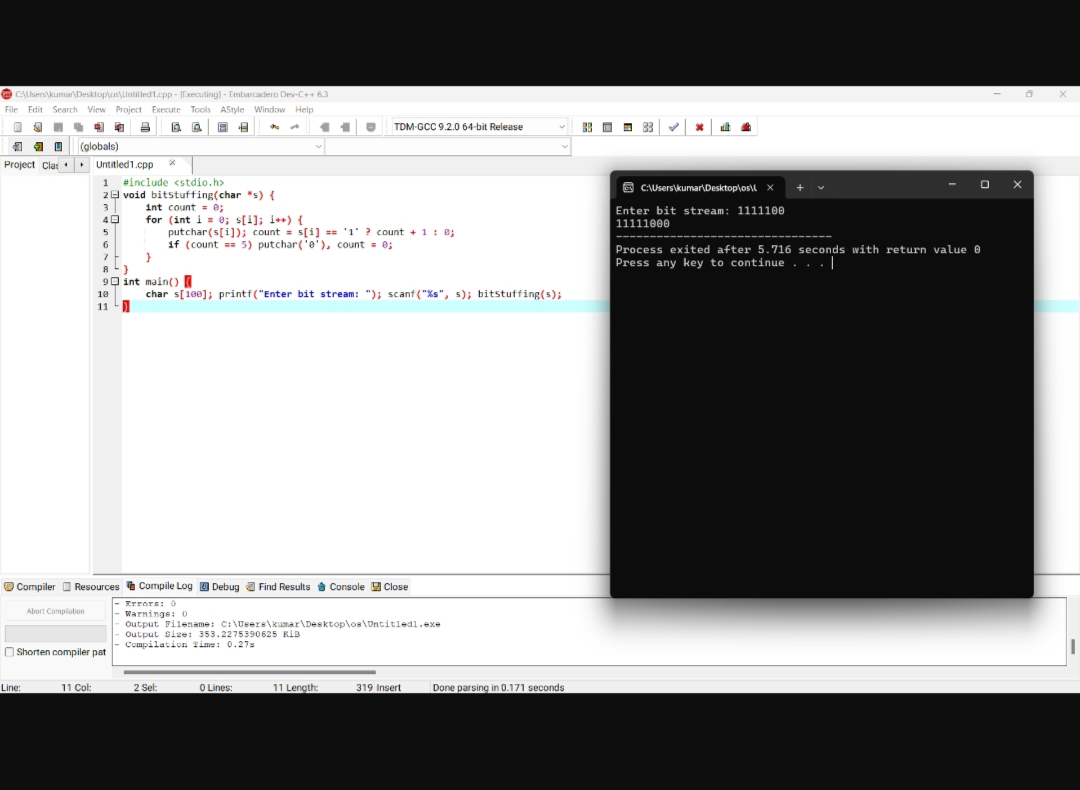 C:\Users\kumar\Desktop\os\Untitled1.cpp - [Executing] - Embarcadero Dev-C++ 6.3
File Edit Search View Project Execute Tools AStyle Window Help
TDM-GCC 9.2.0 64-bit Release
(globals)
Project Clas Untitled1.cpp
1 #include <stdio.h>
2 void bitStuffing(char *s) {
3 int count = 0;
4 for (int i = 0; s[i]; i++) {
5 putchar(s[i]); count = s[i] == '1' ? count + 1 : 0;
6 if (count == 5) putchar('0'), count = 0;
7 }
8 }
9 int main() {
10 char s[100]; printf("Enter bit stream: "); scanf("%s", s); bitStuffing(s);
11 }
C:\Users\kumar\Desktop\os\U
Enter bit stream: 1111100
11111000
--------------------------------
Process exited after 5.716 seconds with return value 0
Press any key to continue . . .
Compiler Resources Compile Log Debug Find Results Console Close
Abort Compilation
Shorten compiler pat
- Errors: 0
- Warnings: 0
- Output Filename: C:\Users\kumar\Desktop\os\Untitled1.exe
- Output Size: 353.2275390625 KiB
- Compilation Time: 0.27s
Line: 11 Col: 2 Sel: 0 Lines: 11 Length: 319 Insert Done parsing in 0.171 seconds